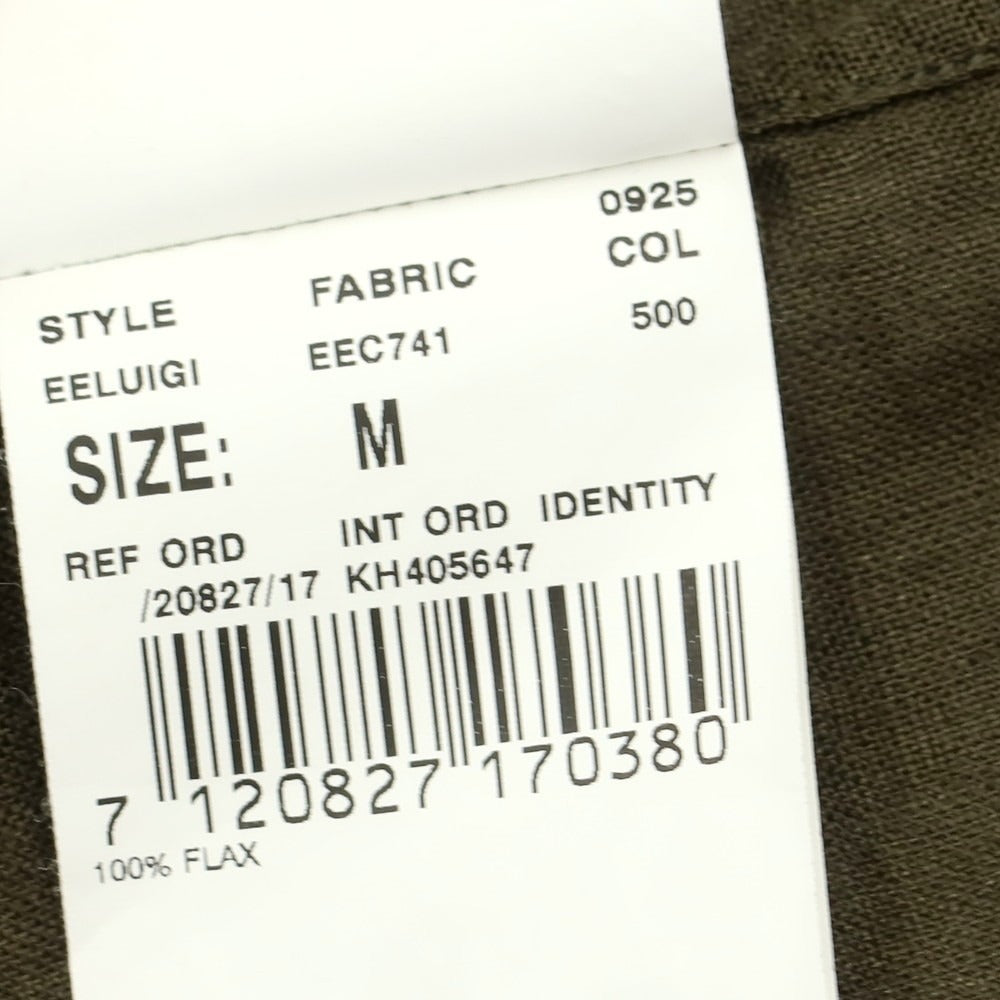 0925
STYLE FABRIC COL
EELUIGI EEC741 500
SIZE: M
REF ORD INT ORD IDENTITY
/20827/17 KH405647
7 120827 170380
100% FLAX